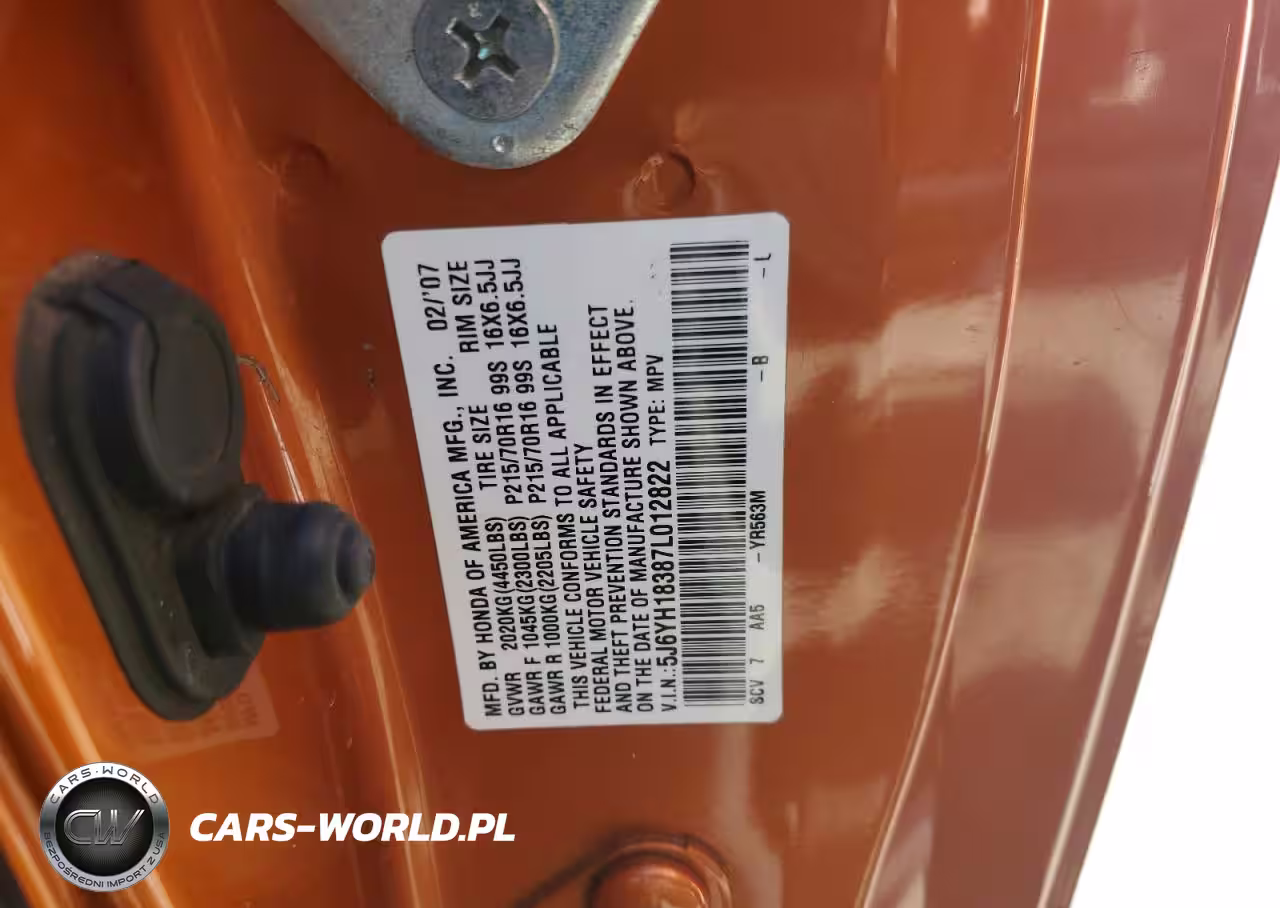 MFD. BY HONDA OF AMERICA MFG., INC. 02/'07
GVWR 2020KG(4450LBS) TIRE SIZE RIM SIZE
GAWR F 1045KG(2300LBS) P215/70R16 99S 16X6.5JJ
GAWR R 1000KG(2205LBS) P215/70R16 99S 16X6.5JJ
THIS VEHICLE CONFORMS TO ALL APPLICABLE
FEDERAL MOTOR VEHICLE SAFETY
AND THEFT PREVENTION STANDARDS IN EFFECT
ON THE DATE OF MANUFACTURE SHOWN ABOVE.
V.I.N.:5J6YH18387L012822 TYPE: MPV
SCV 7 AA5 -YR563M -B -L
CARS-WORLD
CW
BEZPOŚREDNI IMPORT Z USA
CARS-WORLD.PL